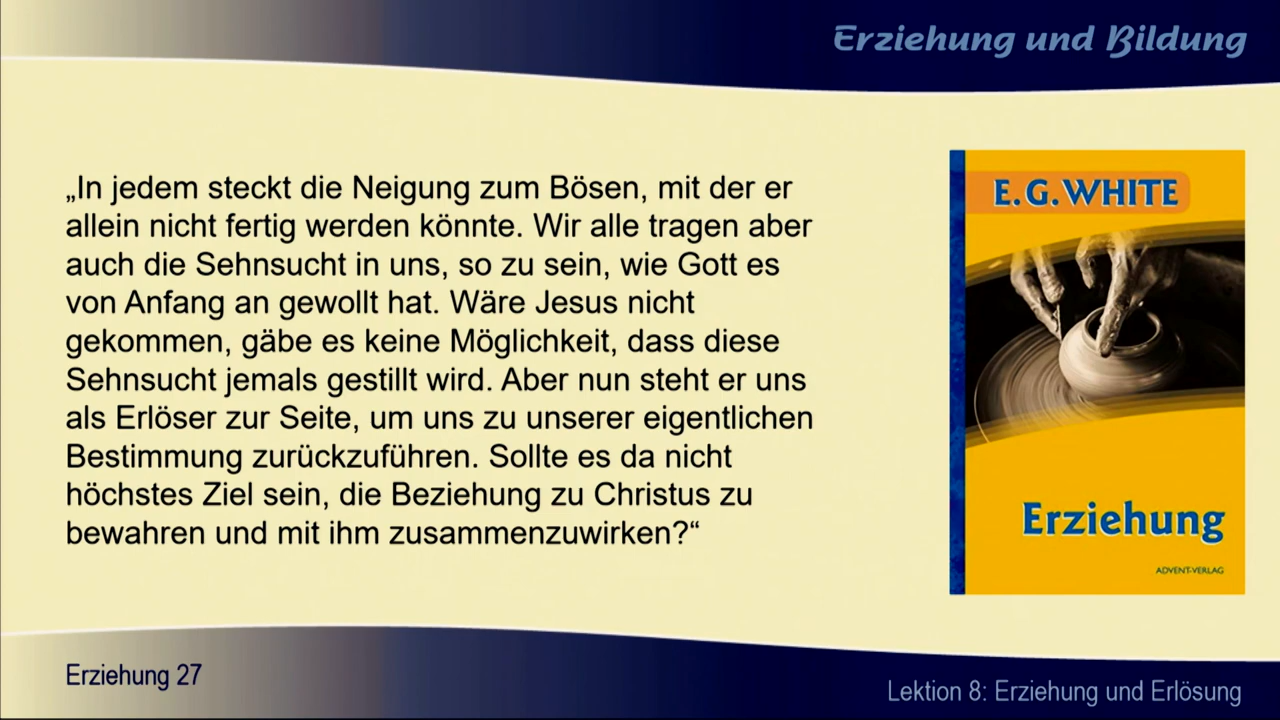 Erziehung und Bildung
„In jedem steckt die Neigung zum Bösen, mit der er
allein nicht fertig werden könnte. Wir alle tragen aber
auch die Sehnsucht in uns, so zu sein, wie Gott es
von Anfang an gewollt hat. Wäre Jesus nicht
gekommen, gäbe es keine Möglichkeit, dass diese
Sehnsucht jemals gestillt wird. Aber nun steht er uns
als Erlöser zur Seite, um uns zu unserer eigentlichen
Bestimmung zurückzuführen. Sollte es da nicht
höchstes Ziel sein, die Beziehung zu Christus zu
bewahren und mit ihm zusammenzuwirken?“
E.G.WHITE
Erziehung
ADVENT-VERLAG
Erziehung 27
Lektion 8: Erziehung und Erlösung